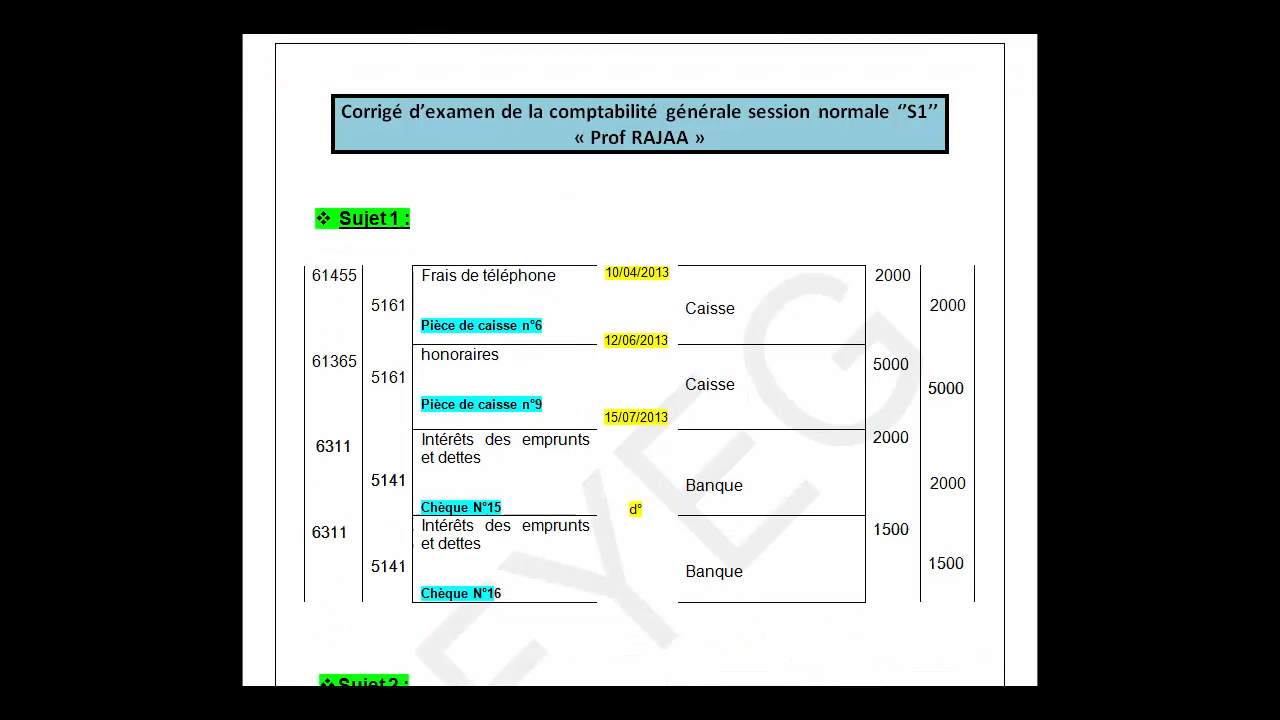 Corrigé d’examen de la comptabilité générale session normale ‘’S1’’
« Prof RAJAA »
❖ Sujet 1 :
61455 Frais de téléphone 10/04/2013 2000
5161 Caisse 2000
Pièce de caisse n°6
12/06/2013
61365 honoraires 5000
5161 Caisse 5000
Pièce de caisse n°9
15/07/2013
6311 Intérêts des emprunts 2000
et dettes
5141 Banque 2000
Chèque N°15 d°
6311 Intérêts des emprunts 1500
et dettes
5141 Banque 1500
Chèque N°16
❖ Sujet 2 :